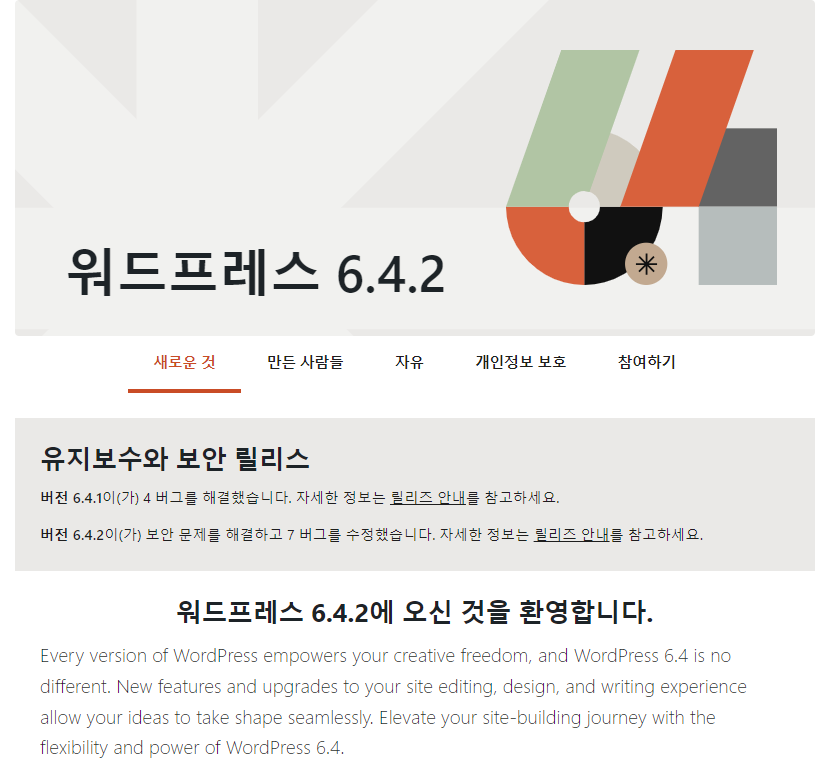 워드프레스 6.4.2
새로운 것 만든 사람들 자유 개인정보 보호 참여하기
유지보수와 보안 릴리스
버전 6.4.1이(가) 4 버그를 해결했습니다. 자세한 정보는 릴리즈 안내를 참고하세요.
버전 6.4.2이(가) 보안 문제를 해결하고 7 버그를 수정했습니다. 자세한 정보는 릴리즈 안내를 참고하세요.
워드프레스 6.4.2에 오신 것을 환영합니다.
Every version of WordPress empowers your creative freedom, and WordPress 6.4 is no
different. New features and upgrades to your site editing, design, and writing experience
allow your ideas to take shape seamlessly. Elevate your site-building journey with the
flexibility and power of WordPress 6.4.